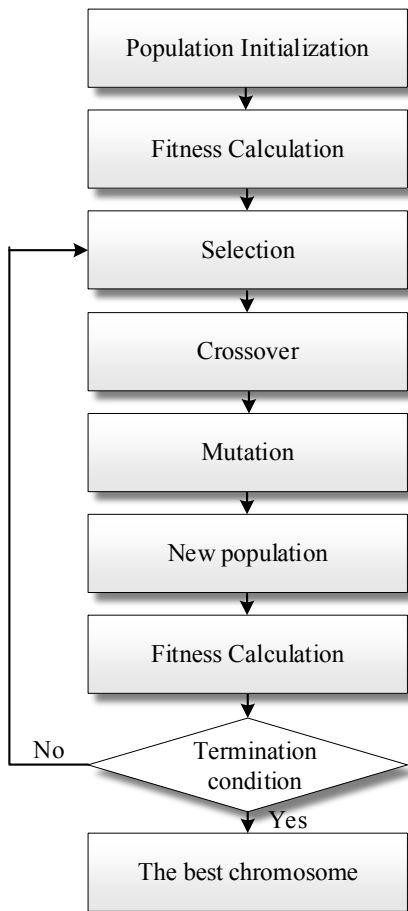 Population Initialization
Fitness Calculation
Selection
Crossover
Mutation
New population
Fitness Calculation
No
Termination
condition
Yes
The best chromosome